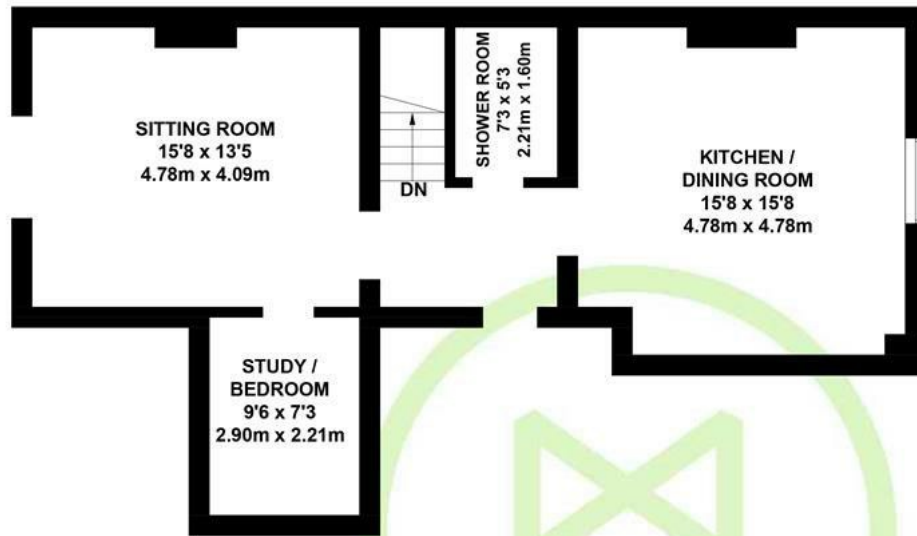 SITTING ROOM
15'8 x 13'5
4.78m x 4.09m
DN
SHOWER ROOM
7'3 x 5'3
2.21m x 1.60m
KITCHEN /
DINING ROOM
15'8 x 15'8
4.78m x 4.78m
STUDY /
BEDROOM
9'6 x 7'3
2.90m x 2.21m